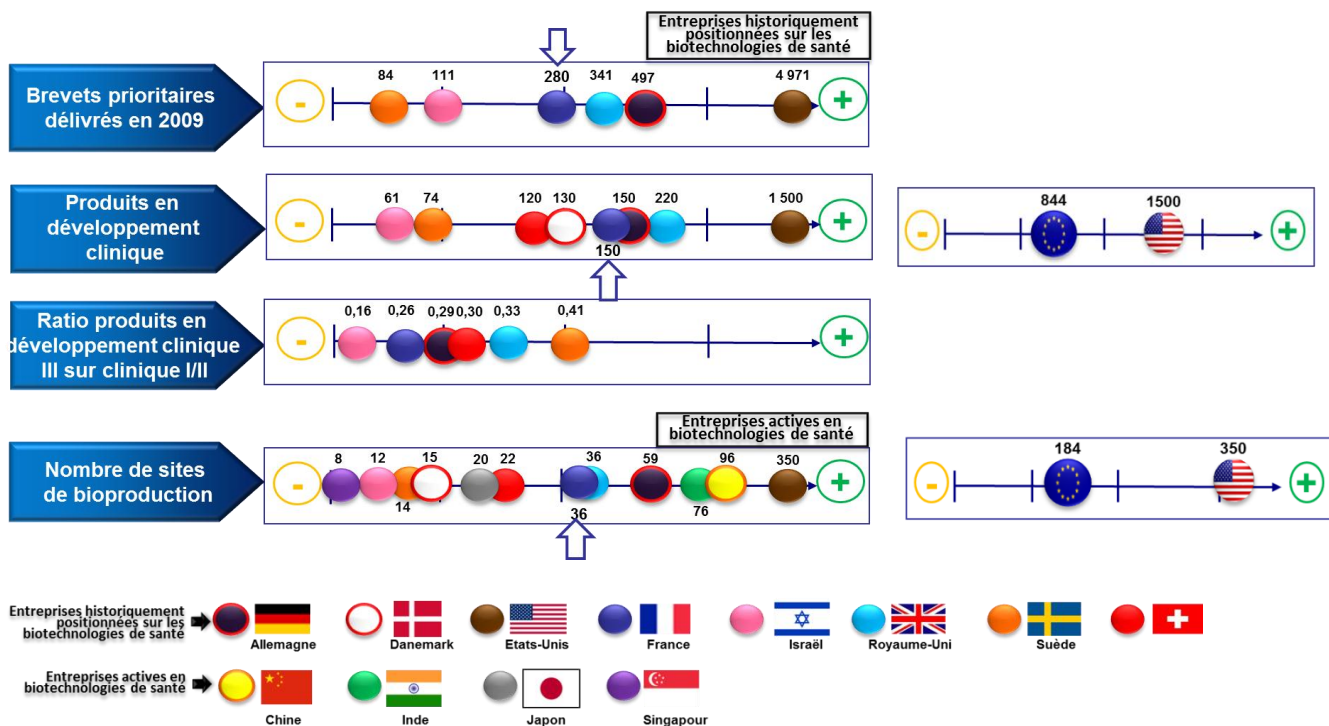 Entreprises historiquement
positionnées sur les
biotechnologies de santé
Brevets prioritaires
délivrés en 2009
-
84
111
280
341
497
4 971
+
Produits en
développement
clinique
-
61
74
120
130
150
220
1 500
+
150
-
844
1500
+
Ratio produits en
développement clinique
III sur clinique I/II
-
0,16
0,26
0,29
0,30
0,33
0,41
+
Entreprises actives en
biotechnologies de santé
Nombre de sites
de bioproduction
-
8
12
15
20
22
36
59
96
350
+
14
36
76
-
184
350
+
Entreprises historiquement
positionnées sur les
biotechnologies de santé
Allemagne
Danemark
Etats-Unis
France
Israël
Royaume-Uni
Suède
Entreprises actives en
biotechnologies de santé
Chine
Inde
Japon
Singapour